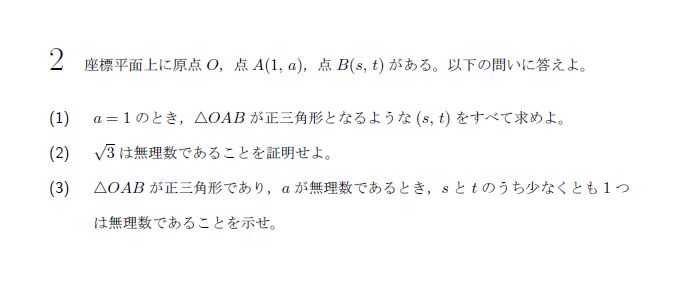 2 座標平面上に原点 O，点 A(1, a)，点 B(s, t) がある。以下の問いに答えよ。
(1) a = 1 のとき，△OAB が正三角形となるような (s, t) をすべて求めよ。
(2) √3 は無理数であることを証明せよ。
(3) △OAB が正三角形であり，a が無理数であるとき，s と t のうち少なくとも 1 つ
は無理数であることを示せ。